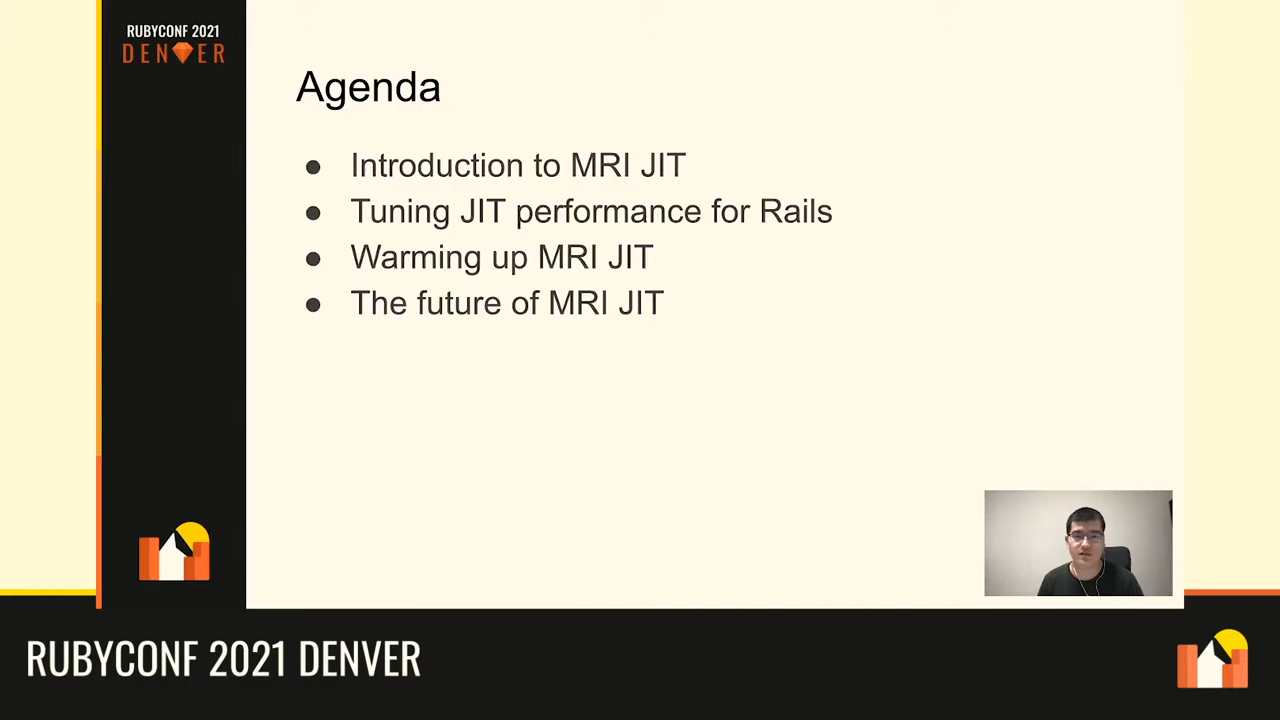 RUBYCONF 2021
DENVER
Agenda
● Introduction to MRI JIT
● Tuning JIT performance for Rails
● Warming up MRI JIT
● The future of MRI JIT
RUBYCONF 2021 DENVER